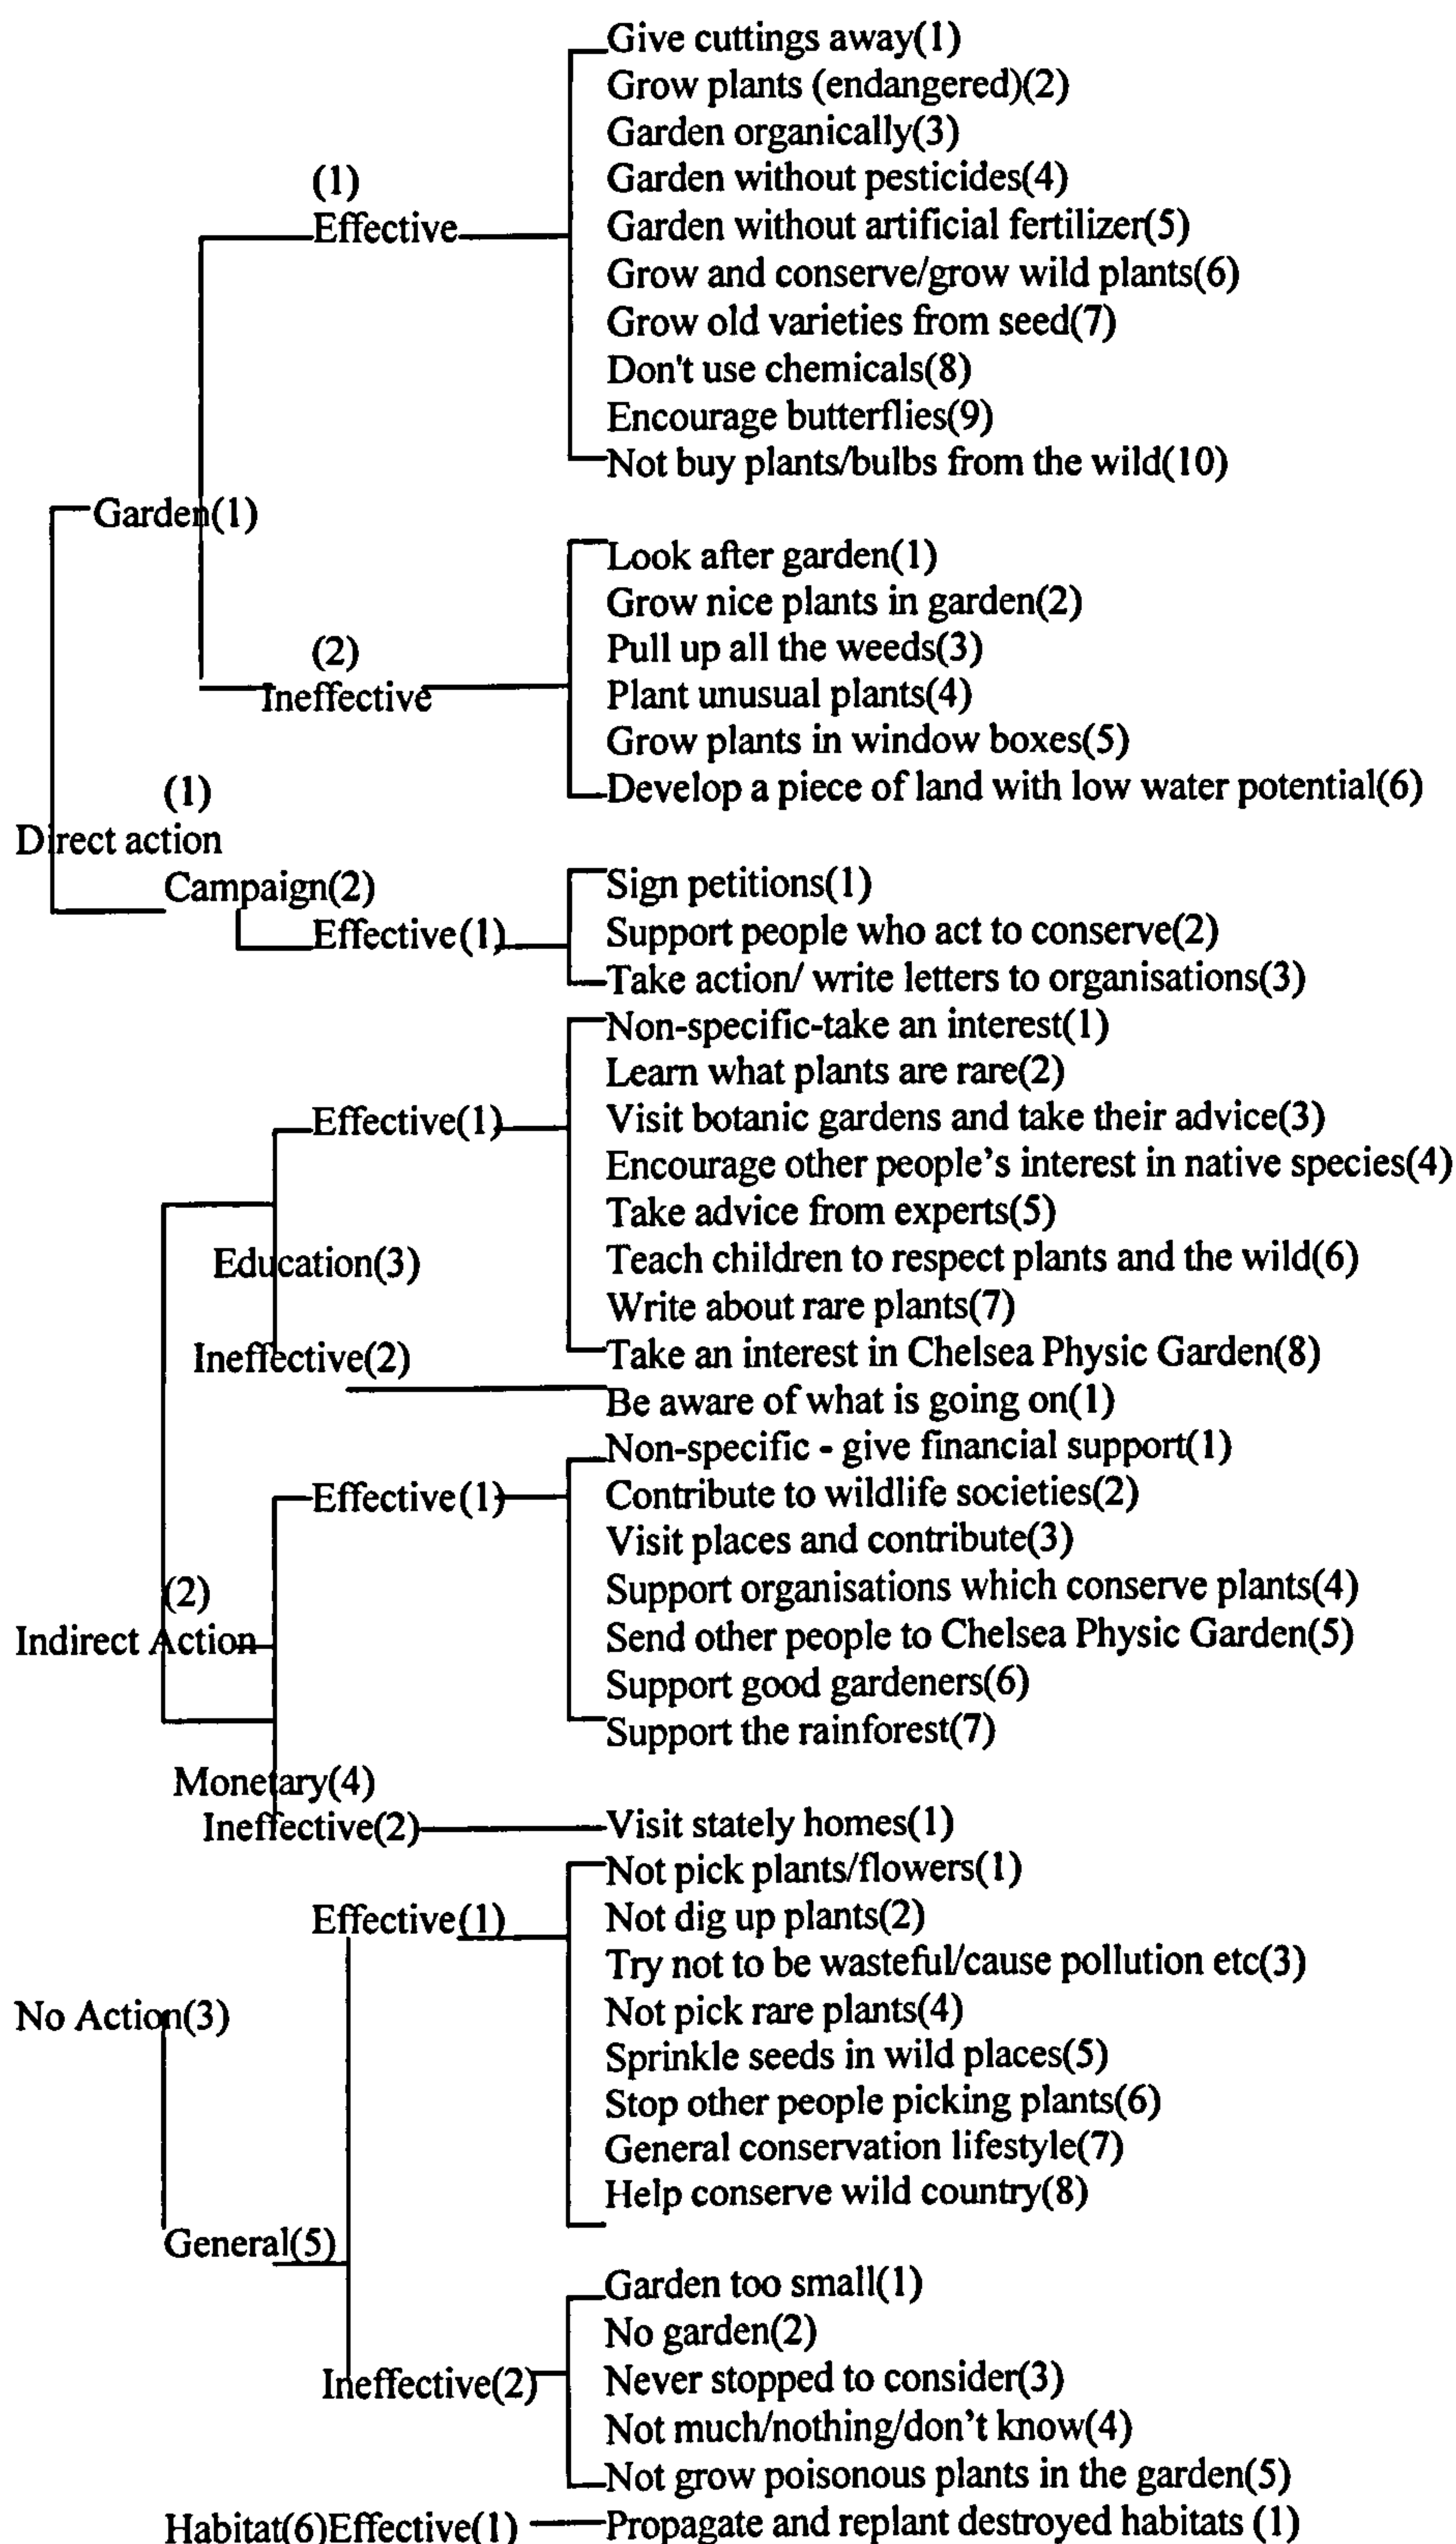 Give cuttings away(1)
Grow plants (endangered)(2)
Garden organically(3)
(1)
Garden without pesticides(4)
Effective
Garden without artificial fertilizer(5)
Grow and conserve/grow wild plants(6)
Grow old varieties from seed(7)
Don't use chemicals(8)
Encourage butterflies(9)
Not buy plants/bulbs from the wild(10)
Garden(1)
Look after garden(1)
Grow nice plants in garden(2)
(2)
Pull up all the weeds(3)
Ineffective
Plant unusual plants(4)
Grow plants in window boxes(5)
(1)
Develop a piece of land with low water potential(6)
Direct action
Campaign(2)
Sign petitions(1)
Effective(1)
Support people who act to conserve(2)
Take action/ write letters to organisations(3)
Non-specific-take an interest(1)
Learn what plants are rare(2)
Effective(1)
Visit botanic gardens and take their advice(3)
Encourage other people’s interest in native species(4)
Take advice from experts(5)
Education(3)
Teach children to respect plants and the wild(6)
Write about rare plants(7)
Ineffective(2)
Take an interest in Chelsea Physic Garden(8)
Be aware of what is going on(1)
Non-specific - give financial support(1)
Effective(1)
Contribute to wildlife societies(2)
Visit places and contribute(3)
(2)
Support organisations which conserve plants(4)
Indirect Action
Send other people to Chelsea Physic Garden(5)
Support good gardeners(6)
Support the rainforest(7)
Monetary(4)
Ineffective(2)
Visit stately homes(1)
Not pick plants/flowers(1)
Effective(1)
Not dig up plants(2)
Try not to be wasteful/cause pollution etc(3)
No Action(3)
Not pick rare plants(4)
Sprinkle seeds in wild places(5)
Stop other people picking plants(6)
General conservation lifestyle(7)
Help conserve wild country(8)
General(5)
Garden too small(1)
No garden(2)
Ineffective(2)
Never stopped to consider(3)
Not much/nothing/don’t know(4)
Not grow poisonous plants in the garden(5)
Habitat(6)Effective(1)
Propagate and replant destroyed habitats (1)